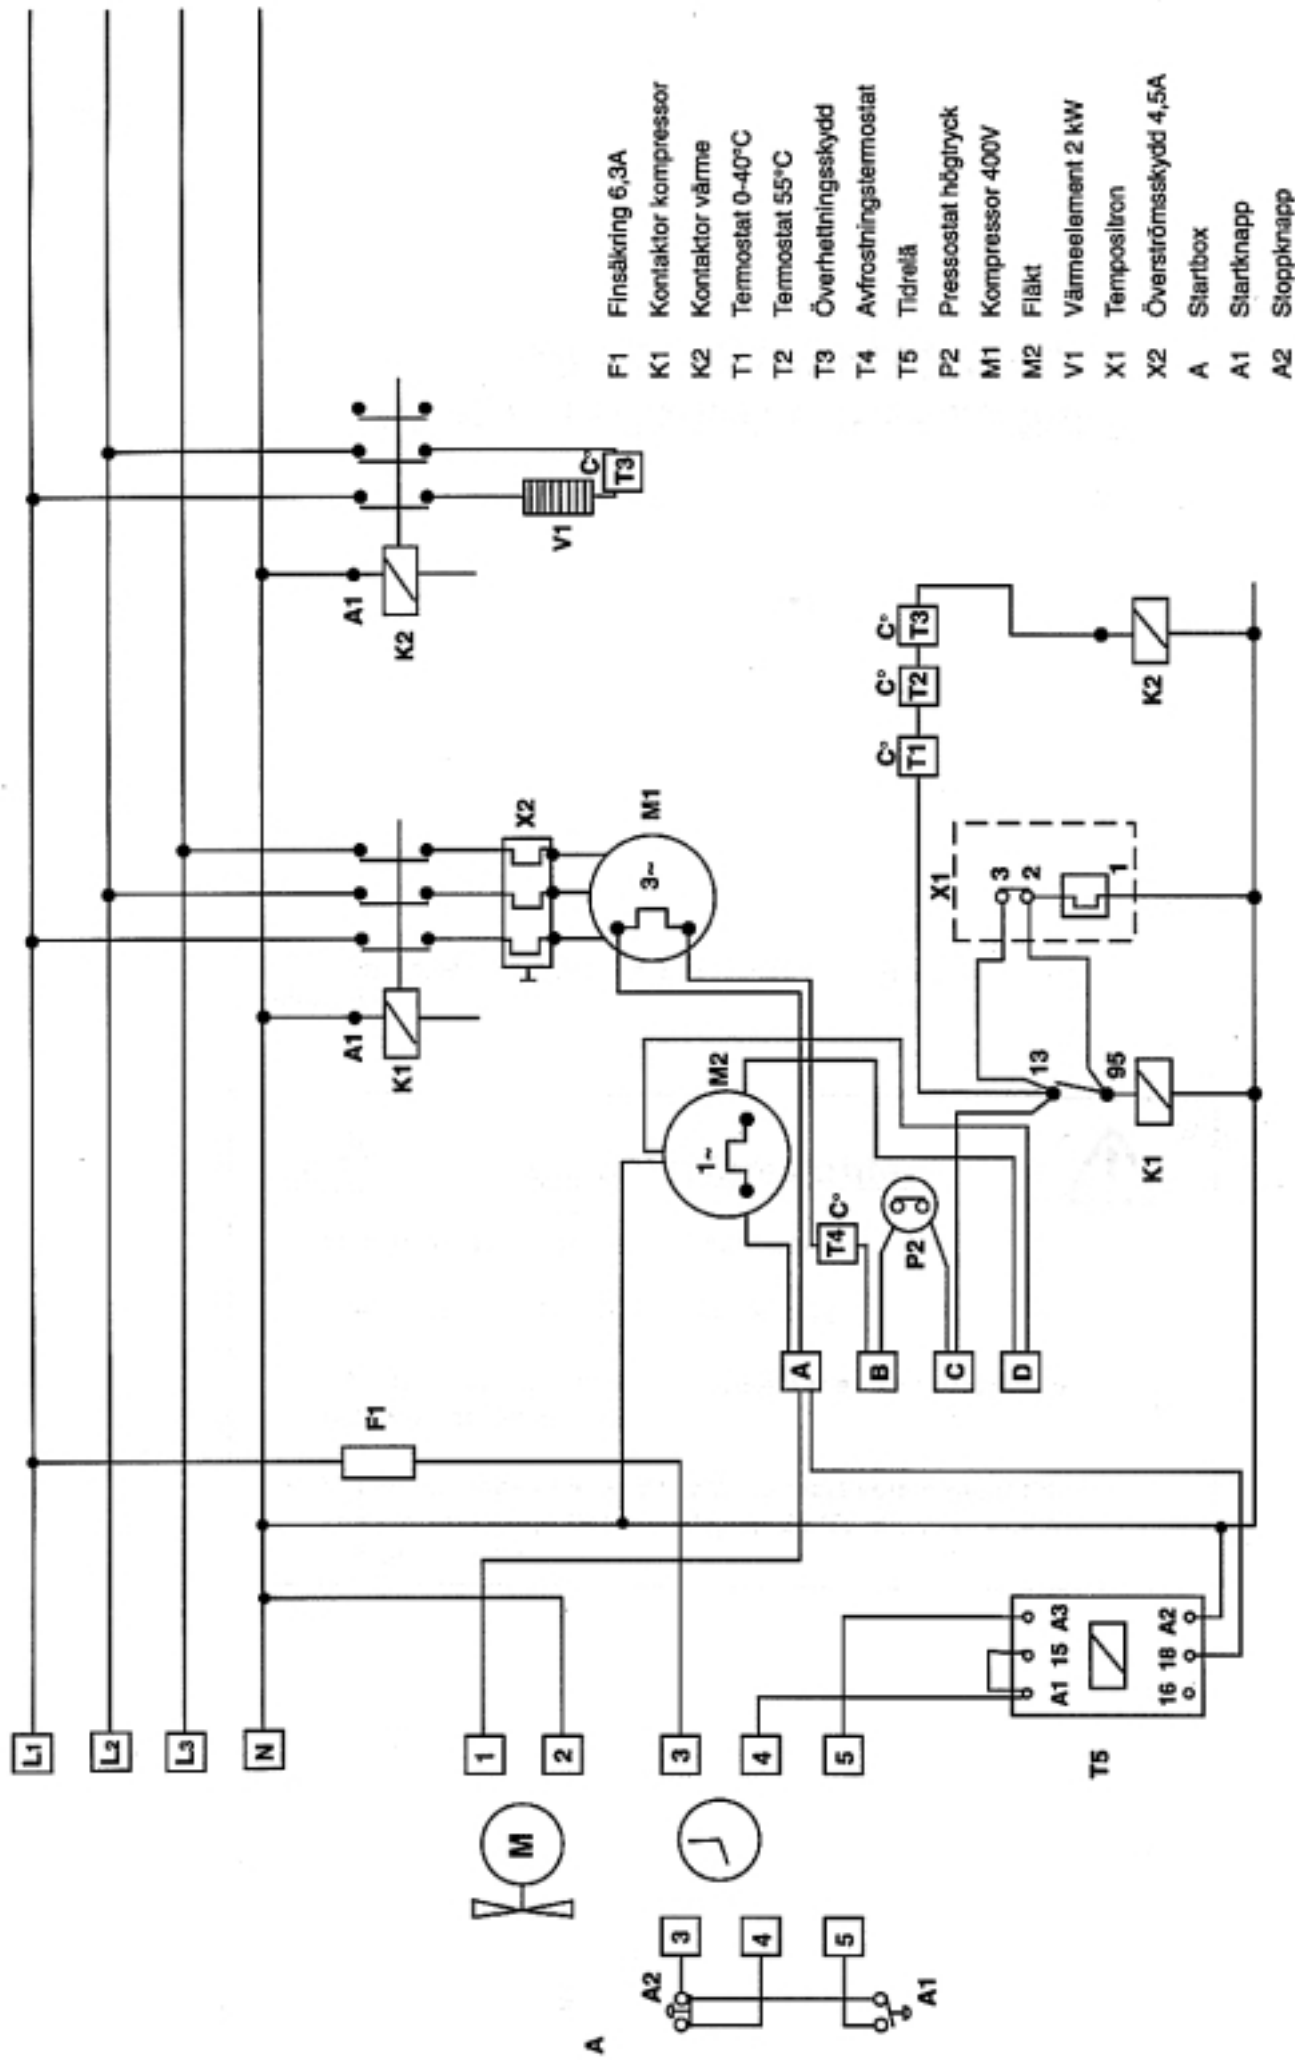 L1
L2
L3
N
1
2
3
4
5
M
3
4
5
A2
A1
A
F1
A1
K1
X2
M1
3~
A1
K2
V1
C°
T3
M2
1~
T4
C°
P2
A
B
C
D
C°
T1
C°
T2
C°
T3
X1
3
2
1
13
95
K1
K2
T5
A1 15 A3
16 18 A2
F1 Finsäkring 6,3A
K1 Kontaktor kompressor
K2 Kontaktor värme
T1 Termostat 0-40°C
T2 Termostat 55°C
T3 Överhettningsskydd
T4 Avfrostningstermostat
T5 Tidrelä
P2 Pressostat högtryck
M1 Kompressor 400V
M2 Fläkt
V1 Värmeelement 2 kW
X1 Tempositron
X2 Överströmsskydd 4,5A
A Startbox
A1 Startknapp
A2 Stoppknapp